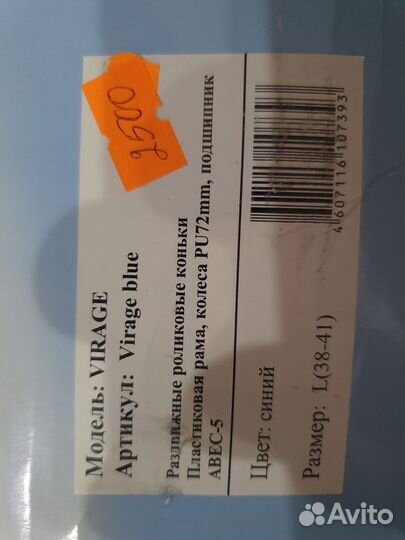 2500
Модель: VIRAGE
Артикул: Virage blue
Раздвижные роликовые коньки
Пластиковая рама, колеса PU72mm, подшипник
ABEC-5
Цвет: синий
Размер: L(38-41)
4607116107393
Avito